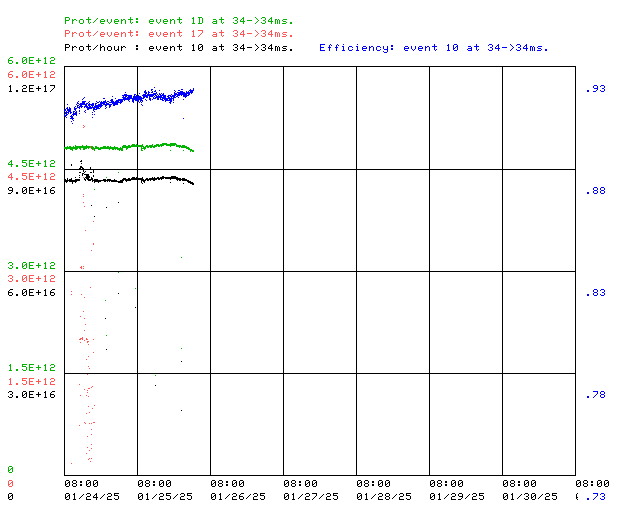 Prot/event: event 1D at 34->34ms.
Prot/event: event 17 at 34->34ms.
Prot/hour : event 10 at 34->34ms. Efficiency: event 10 at 34->34ms.
6.0E+12
6.0E+12
1.2E+17 .93
4.5E+12
4.5E+12
9.0E+16 .88
3.0E+12
3.0E+12
6.0E+16 .83
1.5E+12
1.5E+12
3.0E+16 .78
0
0 08:00 08:00 08:00 08:00 08:00 08:00 08:00 08:00
0 01/24/25 01/25/25 01/26/25 01/27/25 01/28/25 01/29/25 01/30/25 .73